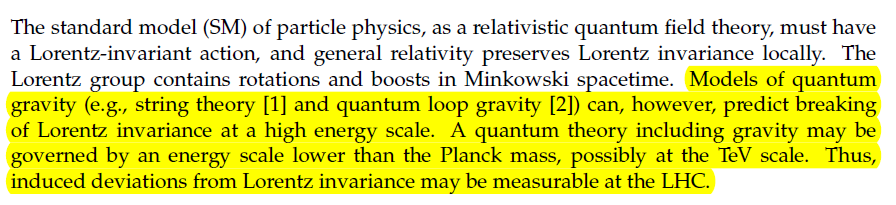 The standard model (SM) of particle physics, as a relativistic quantum field theory, must have
a Lorentz-invariant action, and general relativity preserves Lorentz invariance locally. The
Lorentz group contains rotations and boosts in Minkowski spacetime. Models of quantum
gravity (e.g., string theory [1] and quantum loop gravity [2]) can, however, predict breaking
of Lorentz invariance at a high energy scale. A quantum theory including gravity may be
governed by an energy scale lower than the Planck mass, possibly at the TeV scale. Thus,
induced deviations from Lorentz invariance may be measurable at the LHC.